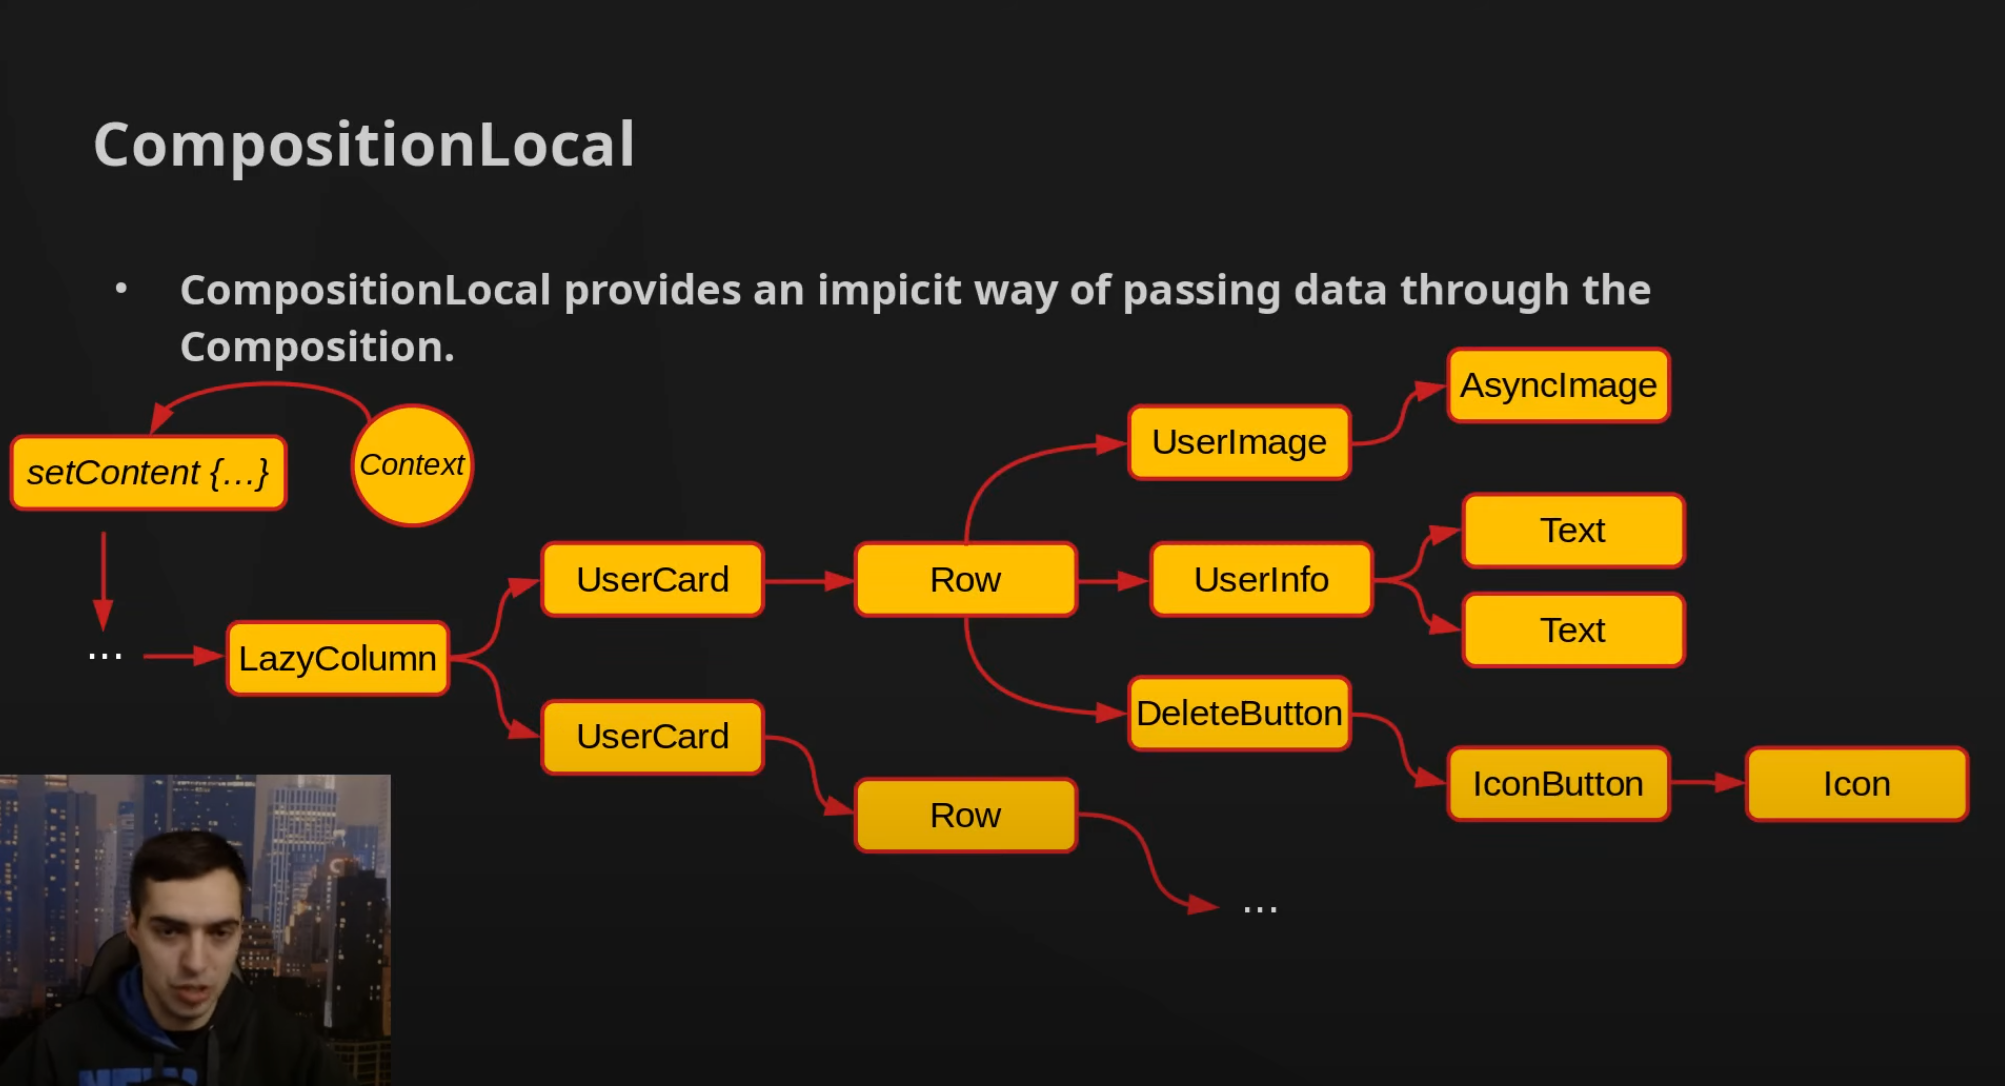 CompositionLocal
• CompositionLocal provides an impicit way of passing data through the
Composition.
setContent {...}
Context
...
LazyColumn
UserCard
UserCard
Row
Row
...
UserImage
UserInfo
DeleteButton
AsyncImage
Text
Text
IconButton
Icon